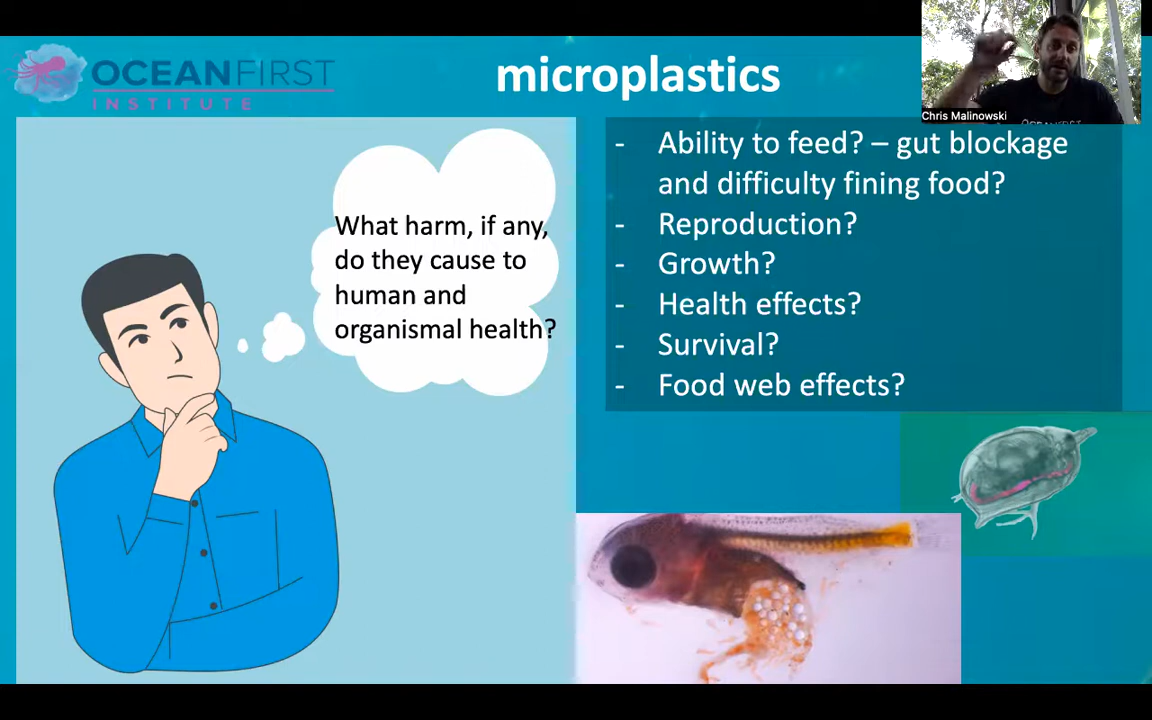 OCEANFIRST
INSTITUTE
microplastics
Chris Malinowski
What harm, if any,
do they cause to
human and
organismal health?
- Ability to feed? – gut blockage
and difficulty fining food?
- Reproduction?
- Growth?
- Health effects?
- Survival?
- Food web effects?